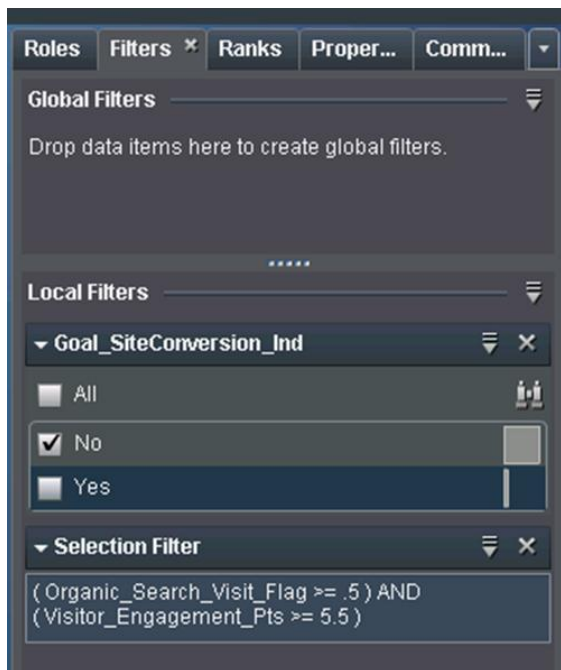 Roles Filters Ranks Proper... Comm...
Global Filters
Drop data items here to create global filters.
Local Filters
Goal_SiteConversion_Ind
All
No
Yes
Selection Filter
( Organic_Search_Visit_Flag >= .5 ) AND
( Visitor_Engagement_Pts >= 5.5 )